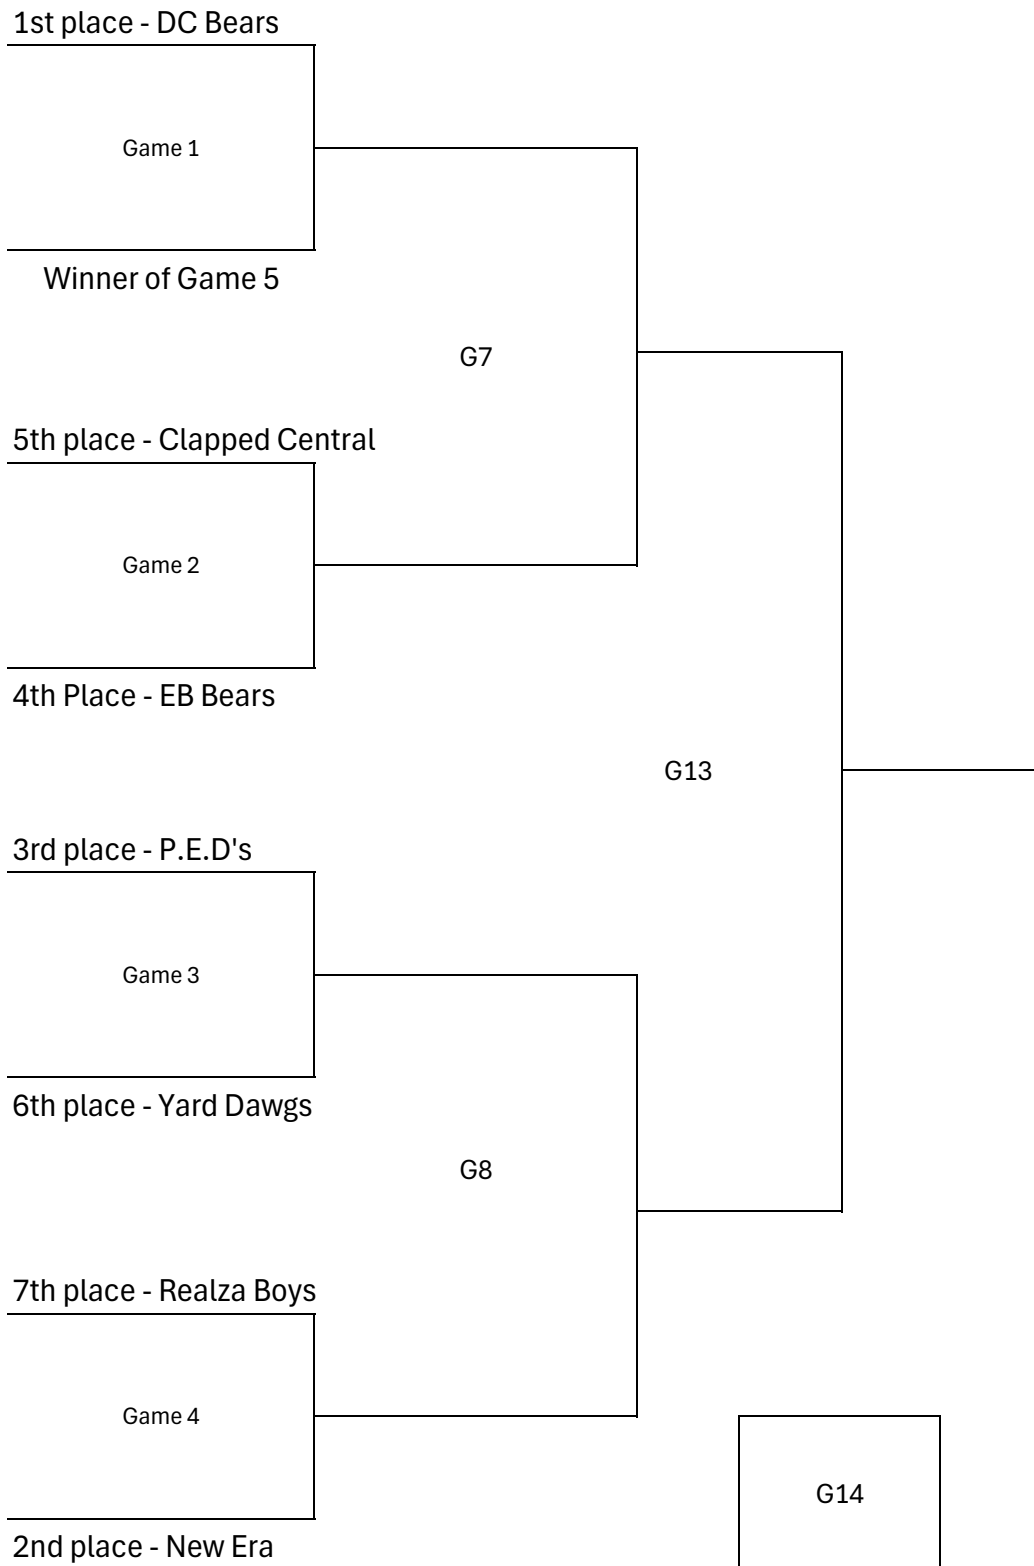 1st place - DC Bears
Game 1
Winner of Game 5
G7
5th place - Clapped Central
Game 2
4th Place - EB Bears
G13
3rd place - P.E.D's
Game 3
6th place - Yard Dawgs
G8
7th place - Realza Boys
Game 4
G14
2nd place - New Era